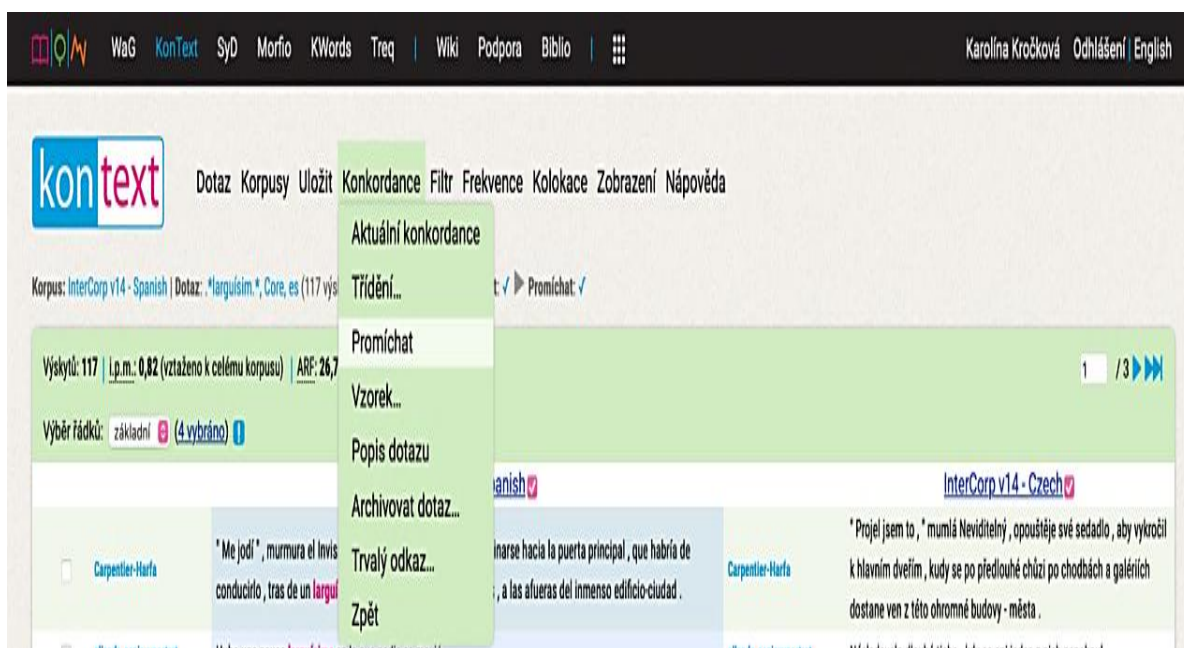 WaG KonText SyD Morfio KWords Treq | Wiki Podpora Biblio | Karolína Kročková Odhlášení | English
kontext
Dotaz Korpusy Uložit Konkordance Filtr Frekvence Kolokace Zobrazení Nápověda
Aktuální konkordance
Třídění...
Promíchat
Vzorek...
Popis dotazu
Archivovat dotaz...
Trvalý odkaz...
Zpět
Korpus: InterCorp v14 - Spanish | Dotaz: .*larguísim.*, Core, es (117 výs t: ✓ ▶ Promíchat: ✓
Výskytů: 117 | i.p.m.: 0,82 (vztaženo k celému korpusu) | ARF: 26,7
1 / 3
Výběr řádků: základní (4 vybráno) !
panish InterCorp v14 - Czech
Carpentier-Harfa
" Me jodí " , murmura el Invis inarse hacia la puerta principal , que habría de
conducirlo , tras de un larguí , a las afueras del inmenso edificio-ciudad .
Carpentier-Harfa
" Projel jsem to , " mumlá Neviditelný , opouštěje své sedadlo , aby vykročil
k hlavním dveřím , kudy se po předlouhé chůzi po chodbách a galériích
dostane ven z této ohromné budovy - města .